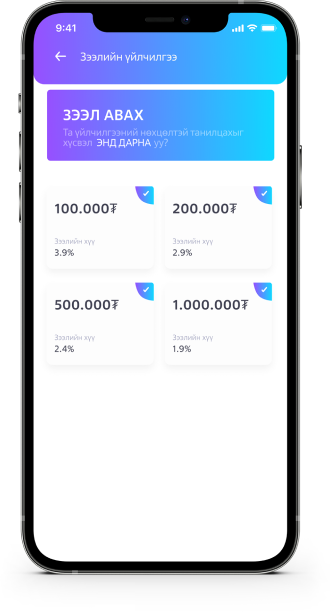 9:41
Зээлийн үйлчилгээ
ЗЭЭЛ АВАХ
Та үйлчилгээний нөхцөлтэй танилцахыг
хүсвэл ЭНД ДАРНА уу?
100.000₮
200.000₮
Зээлийн хүү
Зээлийн хүү
3.9%
2.9%
500.000₮
1.000.000₮
Зээлийн хүү
Зээлийн хүү
2.4%
1.9%